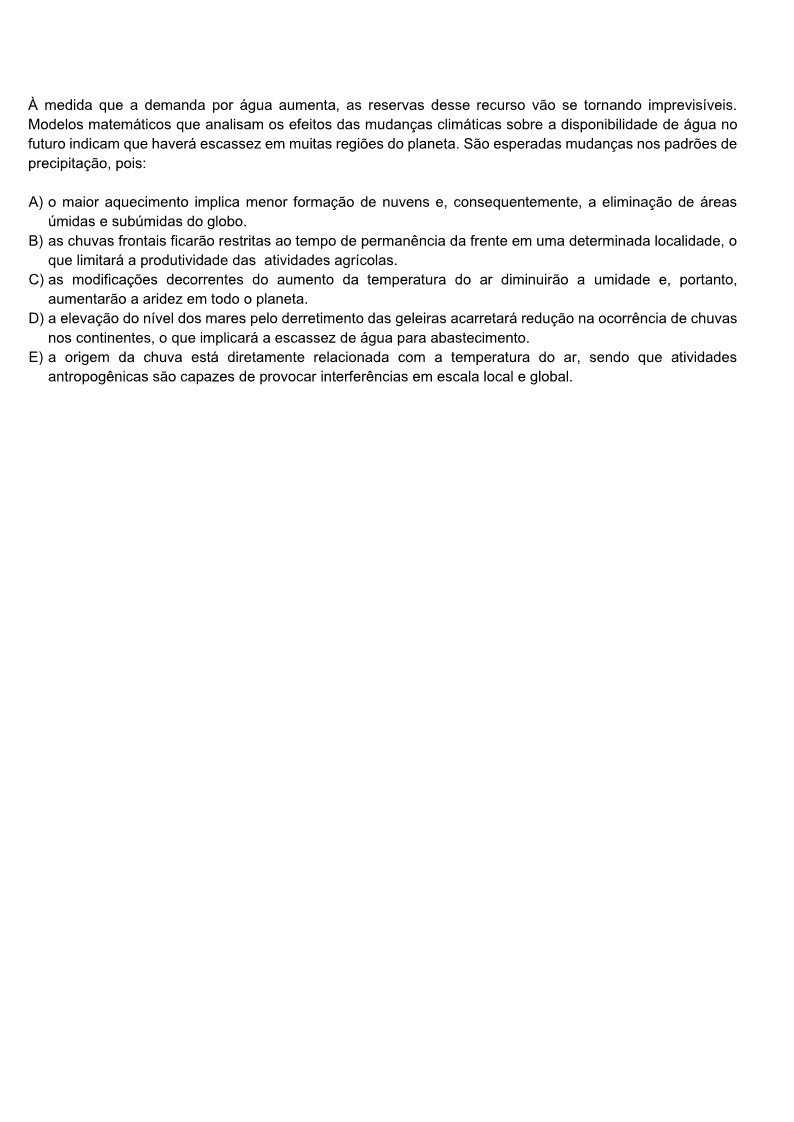 À medida que a demanda por água aumenta, as reservas desse recurso vão se tornando imprevisíveis.
Modelos matemáticos que analisam os efeitos das mudanças climáticas sobre a disponibilidade de água no
futuro indicam que haverá escassez em muitas regiões do planeta. São esperadas mudanças nos padrões de
precipitação, pois:
A) o maior aquecimento implica menor formação de nuvens e, consequentemente, a eliminação de áreas
úmidas e subúmidas do globo.
B) as chuvas frontais ficarão restritas ao tempo de permanência da frente em uma determinada localidade, o
que limitará a produtividade das atividades agrícolas.
C) as modificações decorrentes do aumento da temperatura do ar diminuirão a umidade e, portanto,
aumentarão a aridez em todo o planeta.
D) a elevação do nível dos mares pelo derretimento das geleiras acarretará redução na ocorrência de chuvas
nos continentes, o que implicará a escassez de água para abastecimento.
E) a origem da chuva está diretamente relacionada com a temperatura do ar, sendo que atividades
antropogênicas são capazes de provocar interferências em escala local e global.